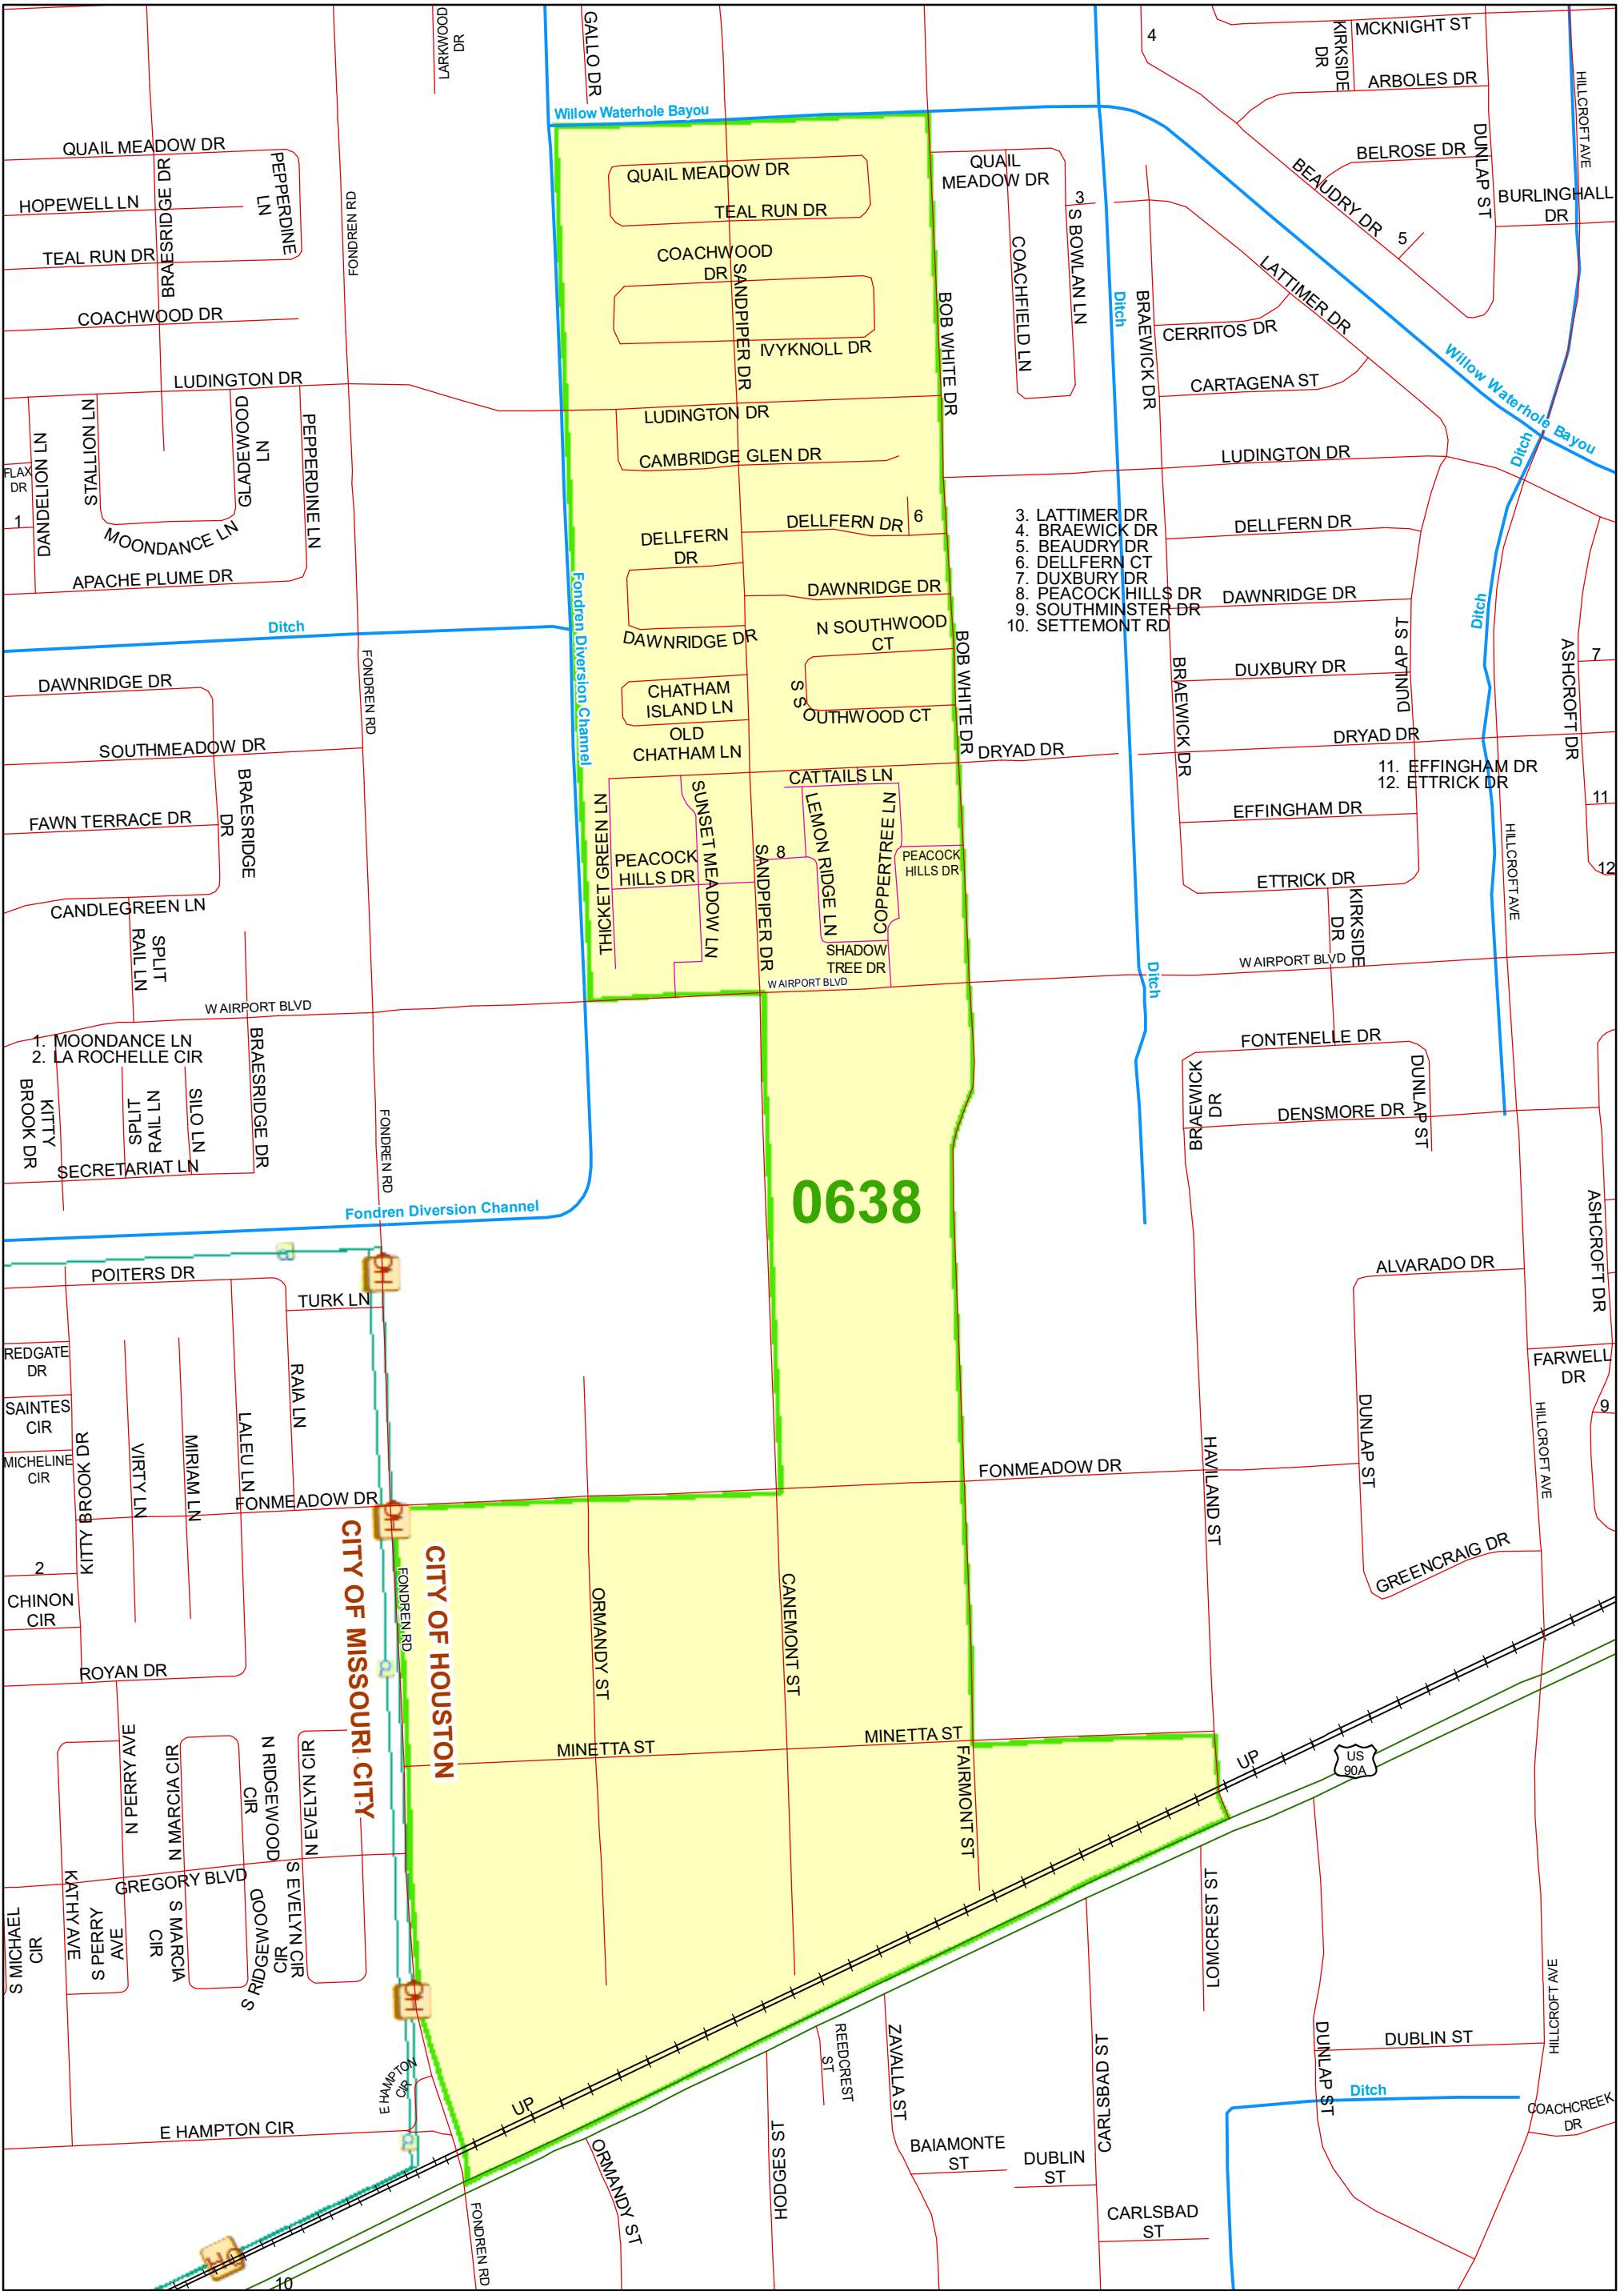 LARKWOOD
DR
GALLO DR
4
KIRKSIDE
DR
MCKNIGHT ST
ARBOLES DR
HILLCROFT AVE
Willow Waterhole Bayou
QUAIL MEADOW DR
BRAESRIDGE DR
PEPPERDINE
LN
HOPEWELL LN
TEAL RUN DR
COACHWOOD DR
FONDREN RD
QUAIL MEADOW DR
TEAL RUN DR
COACHWOOD
DR
SANDPIPER DR
IVYKNOLL DR
QUAIL
MEADOW DR
3
S BOWLAN LN
COACHFIELD LN
BOB WHITE DR
Ditch
BRAEWICK DR
BELROSE DR
DUNLAP ST
BEAUDRY DR
5
BURLINGHALL
DR
LATTIMER DR
CERRITOS DR
CARTAGENA ST
Willow Waterhole Bayou
Ditch
LUDINGTON DR
STALLION LN
GLADEWOOD
LN
PEPPERDINE LN
FLAX
DR
DANDELION LN
1
MOONDANCE LN
APACHE PLUME DR
LUDINGTON DR
CAMBRIDGE GLEN DR
LUDINGTON DR
DELLFERN DR
6
DELLFERN
DR
DAWNRIDGE DR
DAWNRIDGE DR
N SOUTHWOOD
CT
S SOUTHWOOD CT
CHATHAM
ISLAND LN
OLD
CHATHAM LN
3. LATTIMER DR
4. BRAEWICK DR
5. BEAUDRY DR
6. DELLFERN CT
7. DUXBURY DR
8. PEACOCK HILLS DR
9. SOUTHMINSTER DR
10. SETTEMONT RD
DELLFERN DR
DAWNRIDGE DR
DUXBURY DR
DUNLAP ST
Ditch
ASHCROFT DR
7
BRAEWICK DR
Ditch
Fondren Diversion Channel
FONDREN RD
BOB WHITE DR
DAWNRIDGE DR
SOUTHMEADOW DR
BRAESRIDGE
DR
FAWN TERRACE DR
CANDLEGREEN LN
SPLIT
RAIL LN
DRYAD DR
DRYAD DR
11. EFFINGHAM DR
12. ETTRICK DR
EFFINGHAM DR
11
HILLCROFT AVE
12
ETTRICK DR
KIRKSIDE
DR
CATTAILS LN
THICKET GREEN LN
SUNSET MEADOW LN
LEMON RIDGE LN
COPPERTREE LN
PEACOCK
HILLS DR
8
PEACOCK
HILLS DR
SANDPIPER DR
SHADOW
TREE DR
W AIRPORT BLVD
W AIRPORT BLVD
W AIRPORT BLVD
Ditch
1. MOONDANCE LN
2. LA ROCHELLE CIR
KITTY
BROOK DR
SPLIT
RAIL LN
SILO LN
BRAESRIDGE DR
SECRETARIAT LN
FONDREN RD
Fondren Diversion Channel
FONTENELLE DR
BRAEWICK
DR
DUNLAP ST
DENSMORE DR
ASHCROFT DR
0638
POITERS DR
TURK LN
REDGATE
DR
SAINTES
CIR
MICHELINE
CIR
KITTY BROOK DR
VIRTY LN
MIRIAM LN
LALEU LN
RAIA LN
FONMEADOW DR
2
CHINON
CIR
ROYAN DR
CITY OF MISSOURI CITY
CITY OF HOUSTON
FONDREN RD
ORMANDY ST
CANEMONT ST
FONMEADOW DR
HAVILAND ST
ALVARADO DR
DUNLAP ST
FARWELL
DR
9
HILLCROFT AVE
GREENCRAIG DR
MINETTA ST
MINETTA ST
FAIRMONT ST
UP
US
90A
N PERRY AVE
N MARCIA CIR
N RIDGEWOOD
CIR
N EVELYN CIR
GREGORY BLVD
S MICHAEL
CIR
KATHY AVE
S PERRY
AVE
S MARCIA
CIR
S RIDGEWOOD
CIR
S EVELYN CIR
E HAMPTON
CIR
E HAMPTON CIR
UP
FONDREN RD
ORMANDY ST
HODGES ST
REEDCREST
ST
ZAVALLA ST
BAIAMONTE
ST
DUBLIN
ST
CARLSBAD ST
CARLSBAD
ST
LOMCREST ST
DUNLAP ST
DUBLIN ST
HILLCROFT AVE
Ditch
COACHCREEK
DR
10